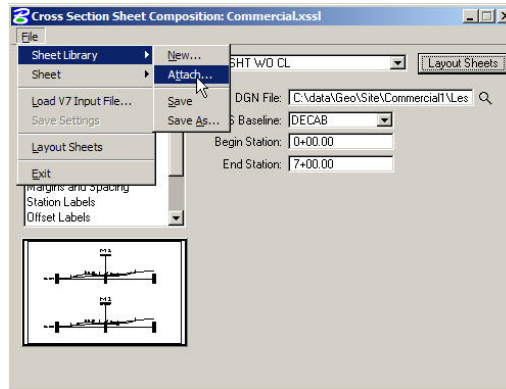 Cross Section Sheet Composition: Commercial.xssl
File
Sheet Library New...
SHT WO CL Layout Sheets
Sheet Attach...
DGN File: C:\data\Geo\Site\Commercial1\Les
Load V7 Input File... Save
Save Settings Save As... S Baseline: DECAB
Begin Station: 0+00.00
Layout Sheets
End Station: 7+00.00
Exit
Margins and Spacing
Station Labels
Offset Labels
M1
M1